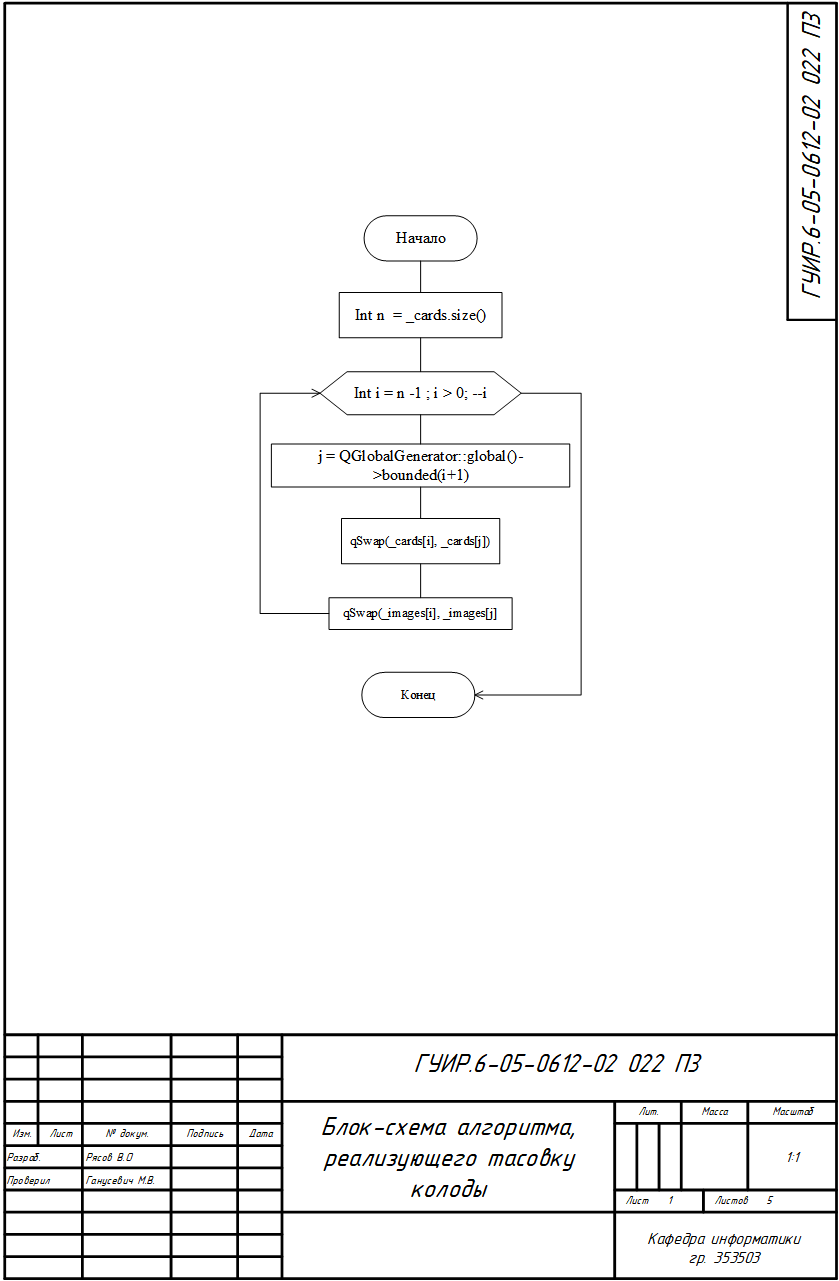 ГУИР.6-05-0612-02 022 ПЗ
Начало
Int n = _cards.size()
Int i = n -1 ; i > 0; --i
j = QGlobalGenerator::global()-
>bounded(i+1)
qSwap(_cards[i], _cards[j])
qSwap(_images[i], _images[j]
Конец
ГУИР.6-05-0612-02 022 ПЗ
Изм. Лист № докум. Подпись Дата
Разраб. Рясов В.О
Проверил Ганусевич М.В.
Блок-схема алгоритма,
реализующего тасовку
колоды
Лит. Масса Масштаб
1:1
Лист 1 Листов 5
Кафедра информатики
гр. 353503